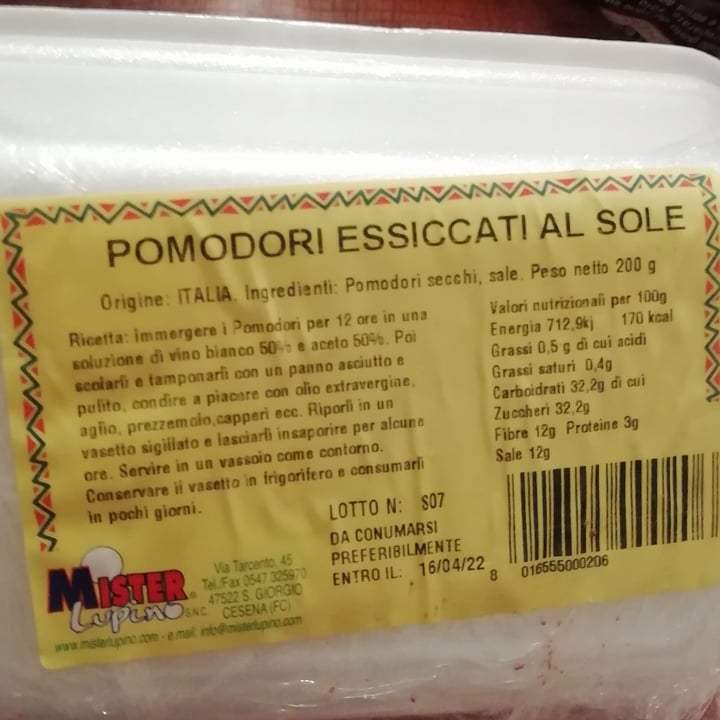 POMODORI ESSICCATI AL SOLE
Origine: ITALIA. Ingredienti: Pomodori secchi, sale. Peso netto 200 g
Ricetta: immergere i Pomodori per 12 ore in una
soluzione di vino bianco 50% e aceto 50%. Poi
scolarli e tamponarli con un panno asciutto e
pulito, condire a piacere con olio extravergine,
aglio, prezzemolo,capperi ecc. Riporli in un
vasetto sigillato e lasciarli insaporire per alcune
ore. Servire in un vassoio come contorno.
Conservare il vasetto in frigorifero e consumarli
in pochi giorni.
Valori nutrizionali per 100g
Energia 712,9kj 170 kcal
Grassi 0,5 g di cui acidi
Grassi saturi 0,4g
Carboidrati 32,2g di cui
Zuccheri 32,2g
Fibre 12g Proteine 3g
Sale 12g
LOTTO N: S07
DA CONUMARSI
PREFERIBILMENTE
ENTRO IL: 16/04/22
8 016555000206
MISTER
Lupino S.N.C.
Via Tarcento, 45
Tel./Fax 0547 325970
47522 S. GIORGIO
CESENA (FC)
www.misterlupino.com - e.mail: info@misterlupino.com